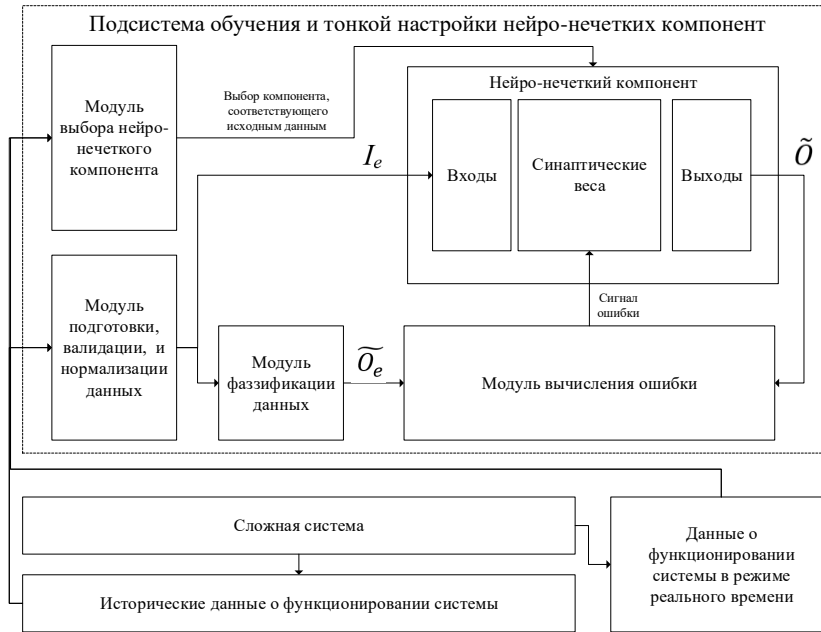 Подсистема обучения и тонкой настройки нейро-нечетких компонент
Модуль
выбора нейро-
нечеткого
компонента
Выбор компонента,
соответствующего
исходным данным
Нейро-нечеткий компонент
Входы
Синаптические
веса
Выходы
I_e
Õ
Модуль
подготовки,
валидации, и
нормализации
данных
Модуль
фаззификации
данных
Õ_e
Сигнал
ошибки
Модуль вычисления ошибки
Сложная система
Исторические данные о функционировании системы
Данные о
функционировании
системы в режиме
реального времени